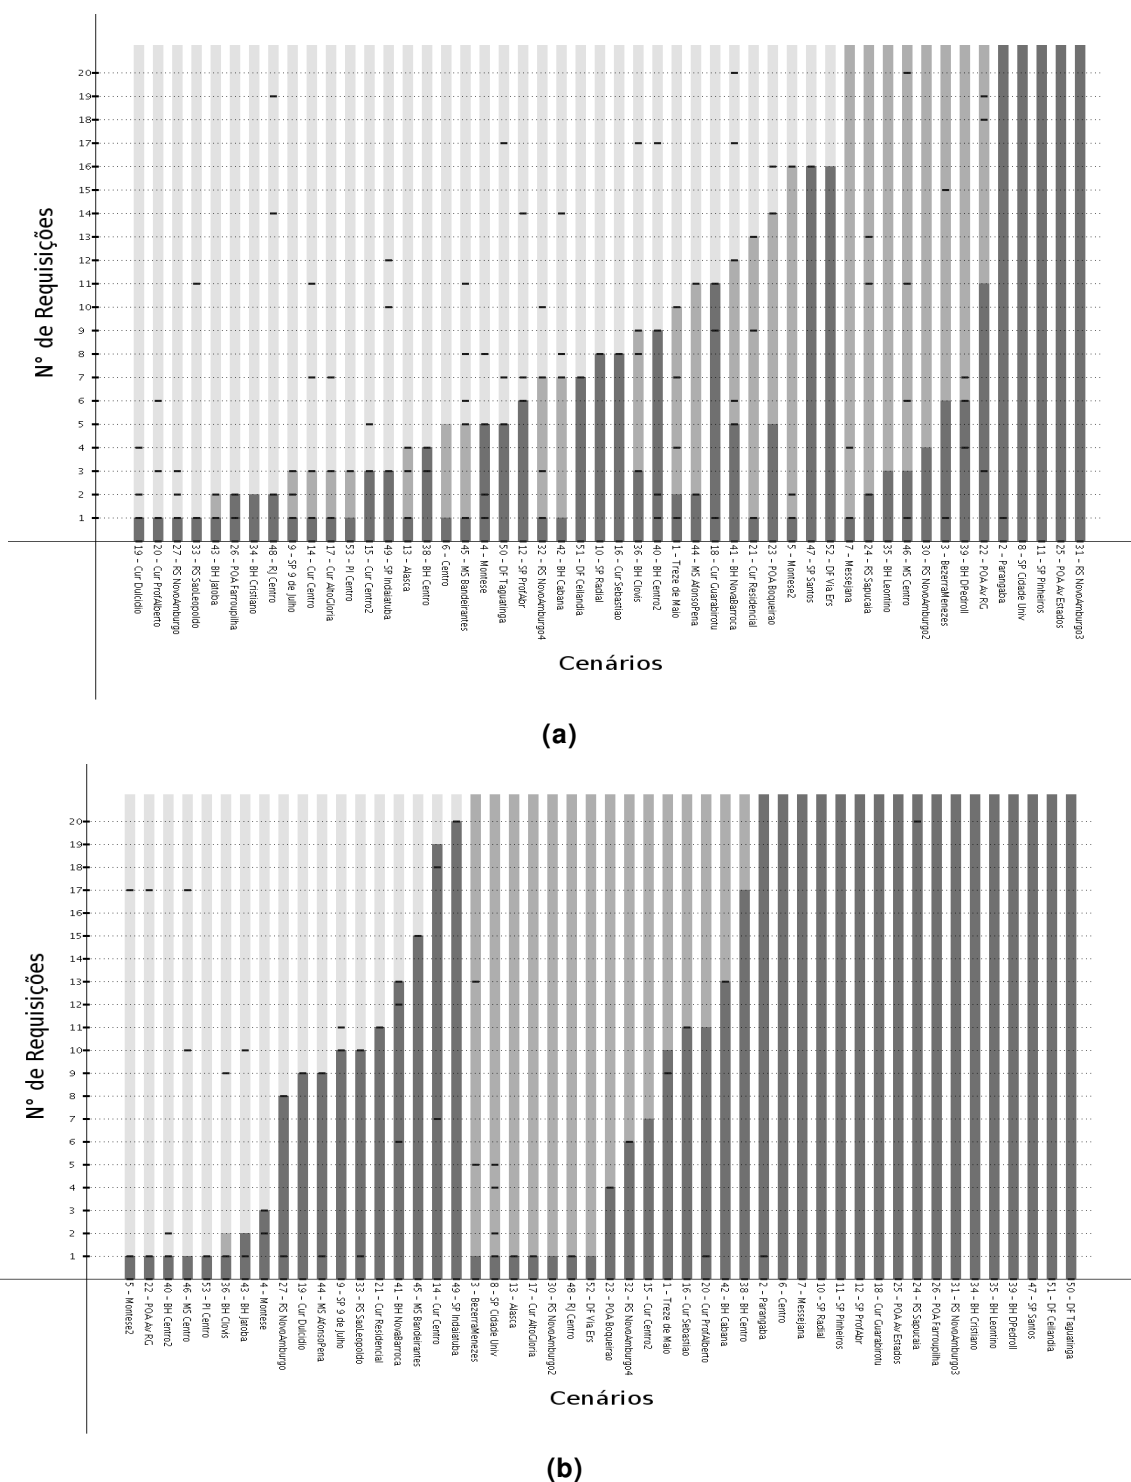 20
19
18
17
16
15
14
13
12
11
10
9
8
7
6
5
4
3
2
1
N° de Requisições
19 - Cur Dulcidio
20 - Cur ProfAlberto
27 - RS NovoAmburgo
33 - RS SaoLeopoldo
43 - BH Jatoba
26 - POA Farroupilha
34 - BH Cristiano
48 - RJ Centro
9 - SP 9 de Julho
14 - Cur Centro
17 - Cur AltoGloria
53 - PI Centro
15 - Cur Centro2
49 - SP Indaiatuba
13 - Alasca
38 - BH Centro
6 - Centro
45 - MS Bandeirantes
4 - Montese
50 - DF Taguatinga
12 - SP ProfAbr
32 - RS NovoAmburgo4
42 - BH Cabana
51 - DF Ceilandia
10 - SP Radial
16 - Cur Sebastiao
36 - BH Clovis
40 - BH Centro2
1 - Treze de Maio
44 - MS AfonsoPena
18 - Cur Guarabirotu
41 - BH NovaBarroca
21 - Cur Residencial
23 - POA Boqueirao
5 - Montese2
47 - SP Santos
52 - DF Via Ers
7 - Messejana
24 - RS Sapucaia
35 - BH Leontino
46 - MS Centro
30 - RS NovoAmburgo2
3 - BezerraMenezes
39 - BH DPedroII
22 - POA Av RG
2 - Parangaba
8 - SP Cidade Univ
11 - SP Pinheiros
25 - POA Av Estados
31 - RS NovoAmburgo3
Cenários
(a)
20
19
18
17
16
15
14
13
12
11
10
9
8
7
6
5
4
3
2
1
N° de Requisições
5 - Montese2
22 - POA Av RG
40 - BH Centro2
46 - MS Centro
53 - PI Centro
36 - BH Clovis
43 - BH Jatoba
4 - Montese
27 - RS NovoAmburgo
19 - Cur Dulcidio
44 - MS AfonsoPena
9 - SP 9 de Julho
33 - RS SaoLeopoldo
21 - Cur Residencial
41 - BH NovaBarroca
45 - MS Bandeirantes
14 - Cur Centro
49 - SP Indaiatuba
3 - BezerraMenezes
8 - SP Cidade Univ
13 - Alasca
17 - Cur AltoGloria
30 - RS NovoAmburgo2
48 - RJ Centro
52 - DF Via Ers
23 - POA Boqueirao
32 - RS NovoAmburgo4
15 - Cur Centro2
1 - Treze de Maio
16 - Cur Sebastiao
20 - Cur ProfAlberto
42 - BH Cabana
38 - BH Centro
2 - Parangaba
6 - Centro
7 - Messejana
10 - SP Radial
11 - SP Pinheiros
12 - SP ProfAbr
18 - Cur Guarabirotu
25 - POA Av Estados
24 - RS Sapucaia
26 - POA Farroupilha
31 - RS NovoAmburgo3
34 - BH Cristiano
35 - BH Leontino
39 - BH DPedroII
47 - SP Santos
51 - DF Ceilandia
50 - DF Taguatinga
Cenários
(b)